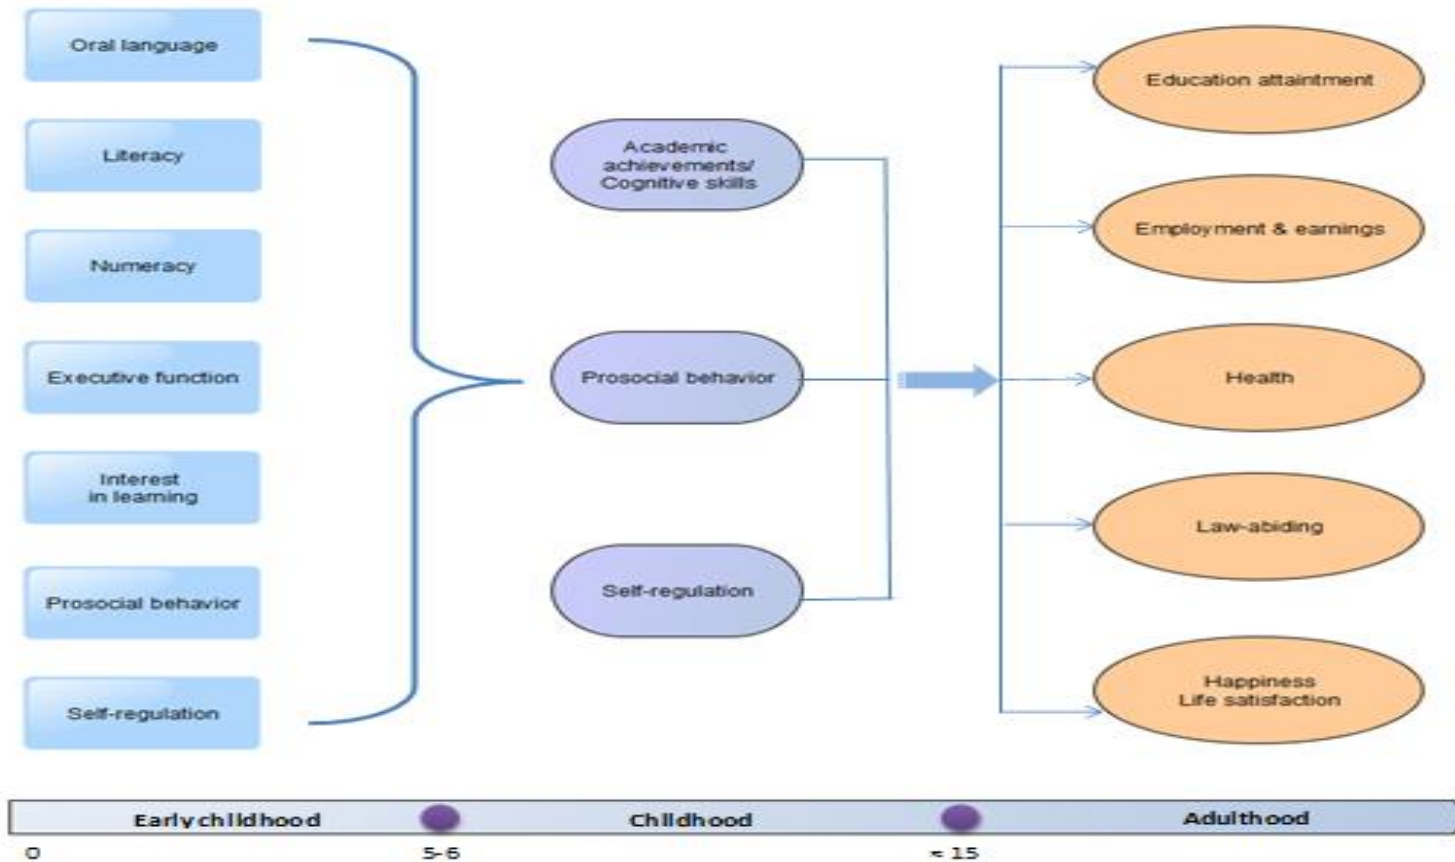 Oral language
Literacy
Numeracy
Executive function
Interest
in learning
Prosocial behavior
Self-regulation
Academic
achievements/
Cognitive skills
Prosocial behavior
Self-regulation
Education attaintment
Employment & earnings
Health
Law-abiding
Happiness
Life satisfaction
Early childhood
Childhood
Adulthood
0
5-6
≈ 15